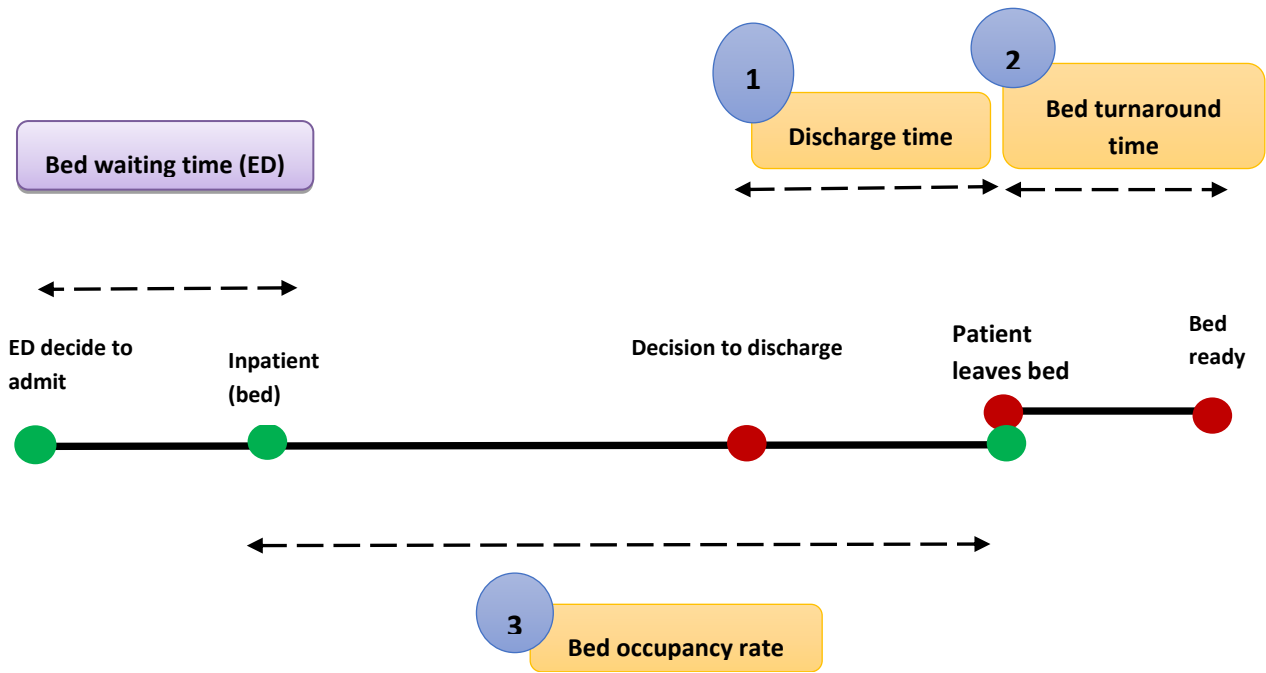 1
2
Discharge time
Bed turnaround
time
Bed waiting time (ED)
ED decide to
admit
Inpatient
(bed)
Decision to discharge
Patient
leaves bed
Bed
ready
3
Bed occupancy rate